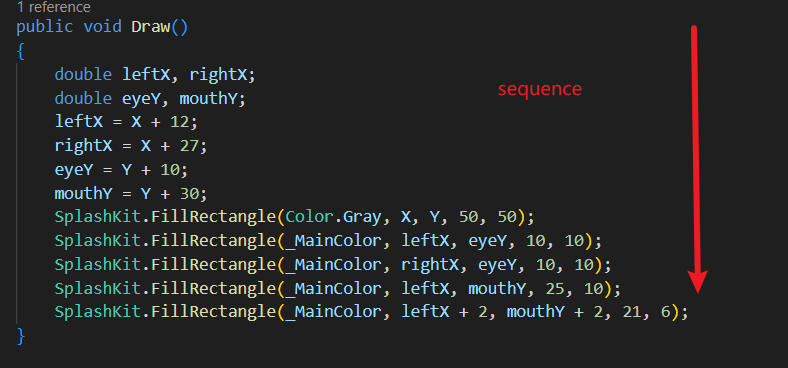 1 reference
public void Draw()
{
double leftX, rightX;
double eyeY, mouthY;
sequence
leftX = X + 12;
rightX = X + 27;
eyeY = Y + 10;
mouthY = Y + 30;
SplashKit.FillRectangle(Color.Gray, X, Y, 50, 50);
SplashKit.FillRectangle(_MainColor, leftX, eyeY, 10, 10);
SplashKit.FillRectangle(_MainColor, rightX, eyeY, 10, 10);
SplashKit.FillRectangle(_MainColor, leftX, mouthY, 25, 10);
SplashKit.FillRectangle(_MainColor, leftX + 2, mouthY + 2, 21, 6);
}